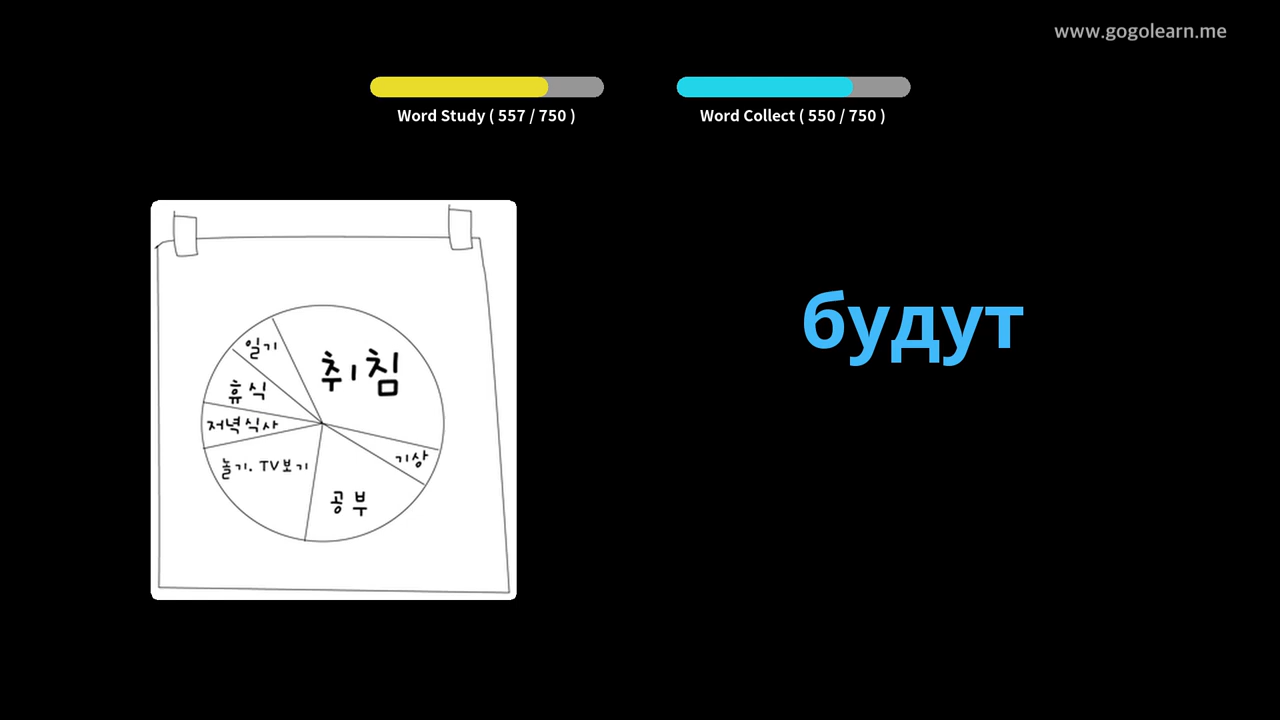 www.gogolearn.me
Word Study ( 557 / 750 )
Word Collect ( 550 / 750 )
일기
취침
휴식
저녁식사
놀기. TV보기
기상
공부
будут